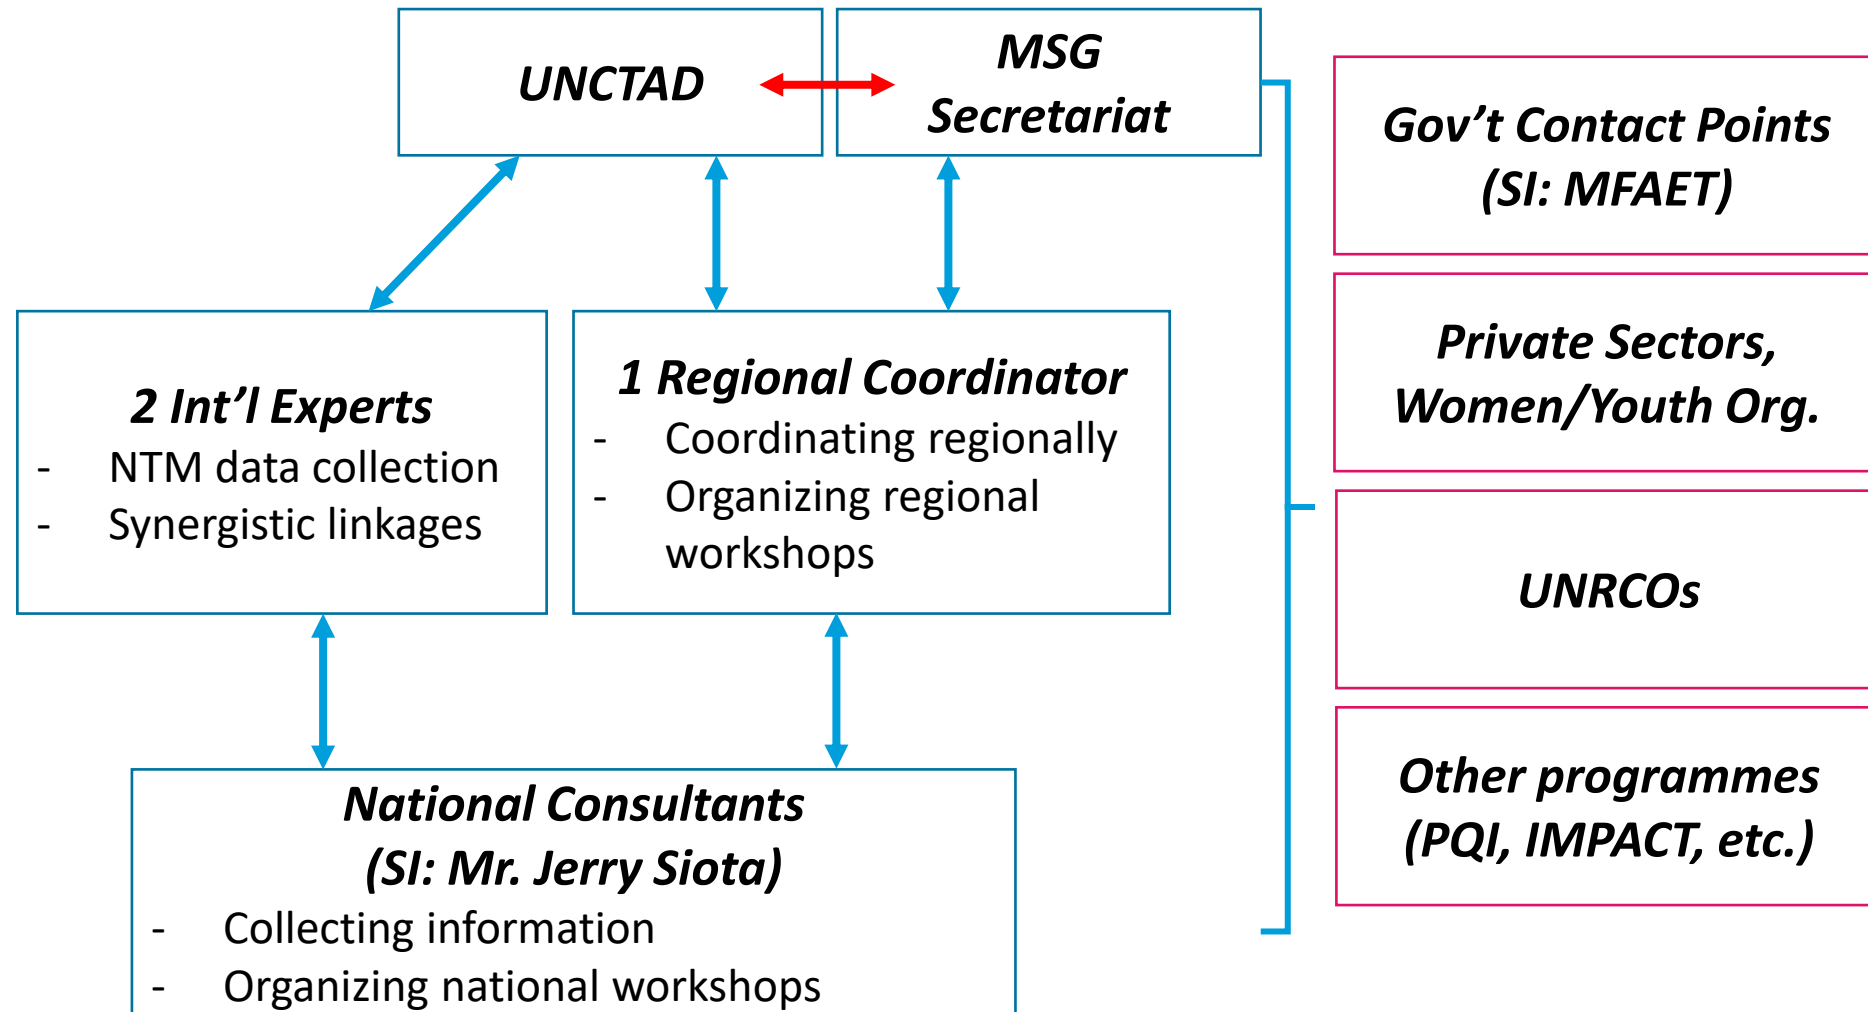 UNCTAD
MSG
Secretariat
2 Int’l Experts
- NTM data collection
- Synergistic linkages
1 Regional Coordinator
- Coordinating regionally
- Organizing regional
workshops
National Consultants
(SI: Mr. Jerry Siota)
- Collecting information
- Organizing national workshops
Gov’t Contact Points
(SI: MFAET)
Private Sectors,
Women/Youth Org.
UNRCOs
Other programmes
(PQI, IMPACT, etc.)